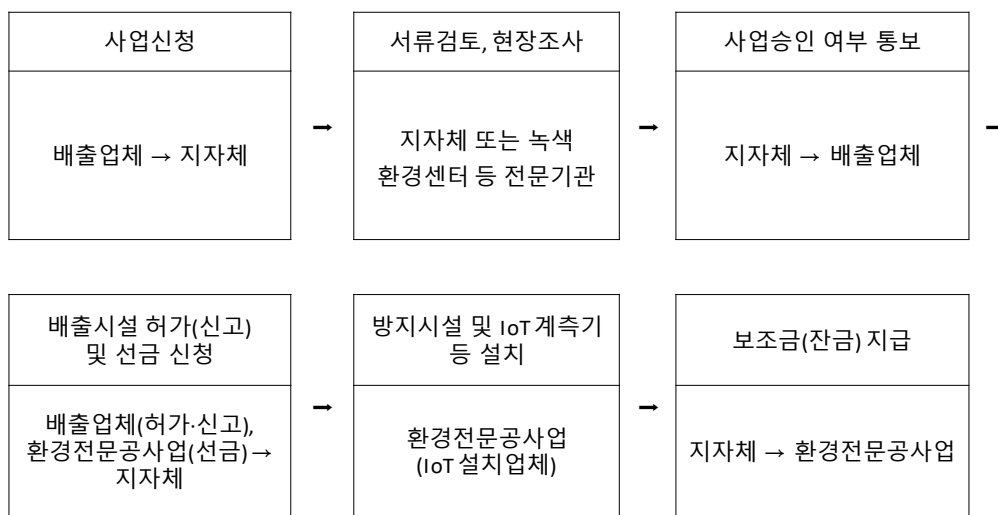 사업신청
서류검토, 현장조사
사업승인 여부 통보
배출업체 → 지자체
→
지자체 또는 녹색
환경센터 등 전문기관
→
지자체 → 배출업체
→
배출시설 허가(신고)
및 선금 신청
방지시설 및 IoT 계측기
등 설치
보조금(잔금) 지급
배출업체(허가·신고),
환경전문공사업(선금) →
지자체
→
환경전문공사업
(IoT 설치업체)
→
지자체 → 환경전문공사업